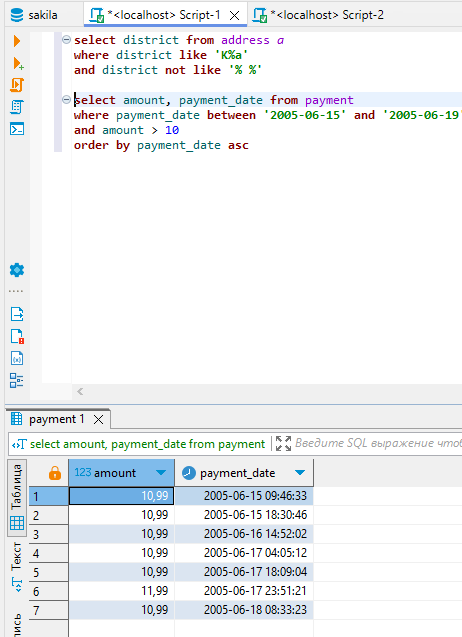 sakila
*<localhost> Script-1
*<localhost> Script-2
select district from address a
where district like 'K%a'
and district not like '% %'
select amount, payment_date from payment
where payment_date between '2005-06-15' and '2005-06-19
and amount > 10
order by payment_date asc
payment 1
select amount, payment_date from payment
Введите SQL выражение чтоб
Таблица
Текст
пись
123 amount
payment_date
1 10,99 2005-06-15 09:46:33
2 10,99 2005-06-15 18:30:46
3 10,99 2005-06-16 14:52:02
4 10,99 2005-06-17 04:05:12
5 10,99 2005-06-17 18:09:04
6 11,99 2005-06-17 23:51:21
7 10,99 2005-06-18 08:33:23